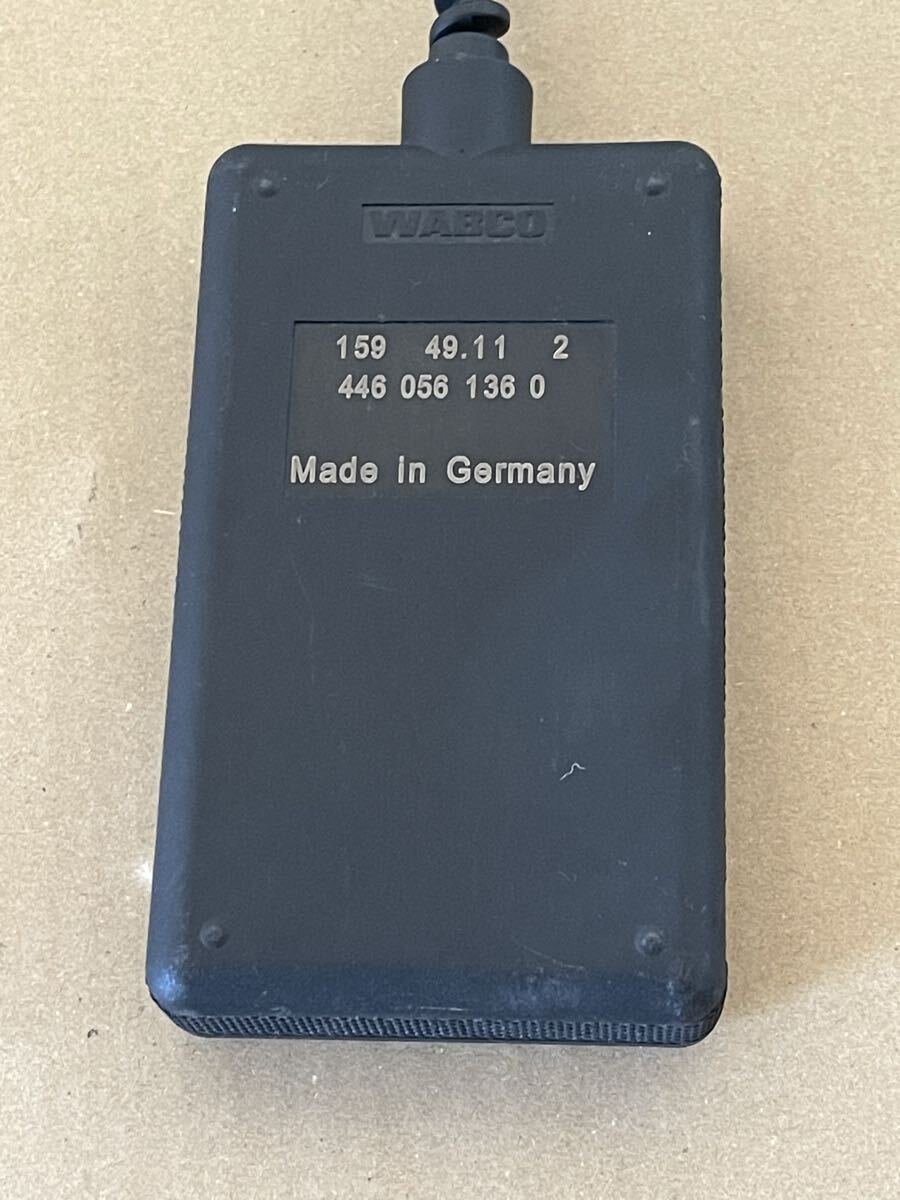 WABCO
159 49.11 2
446 056 136 0
Made in Germany